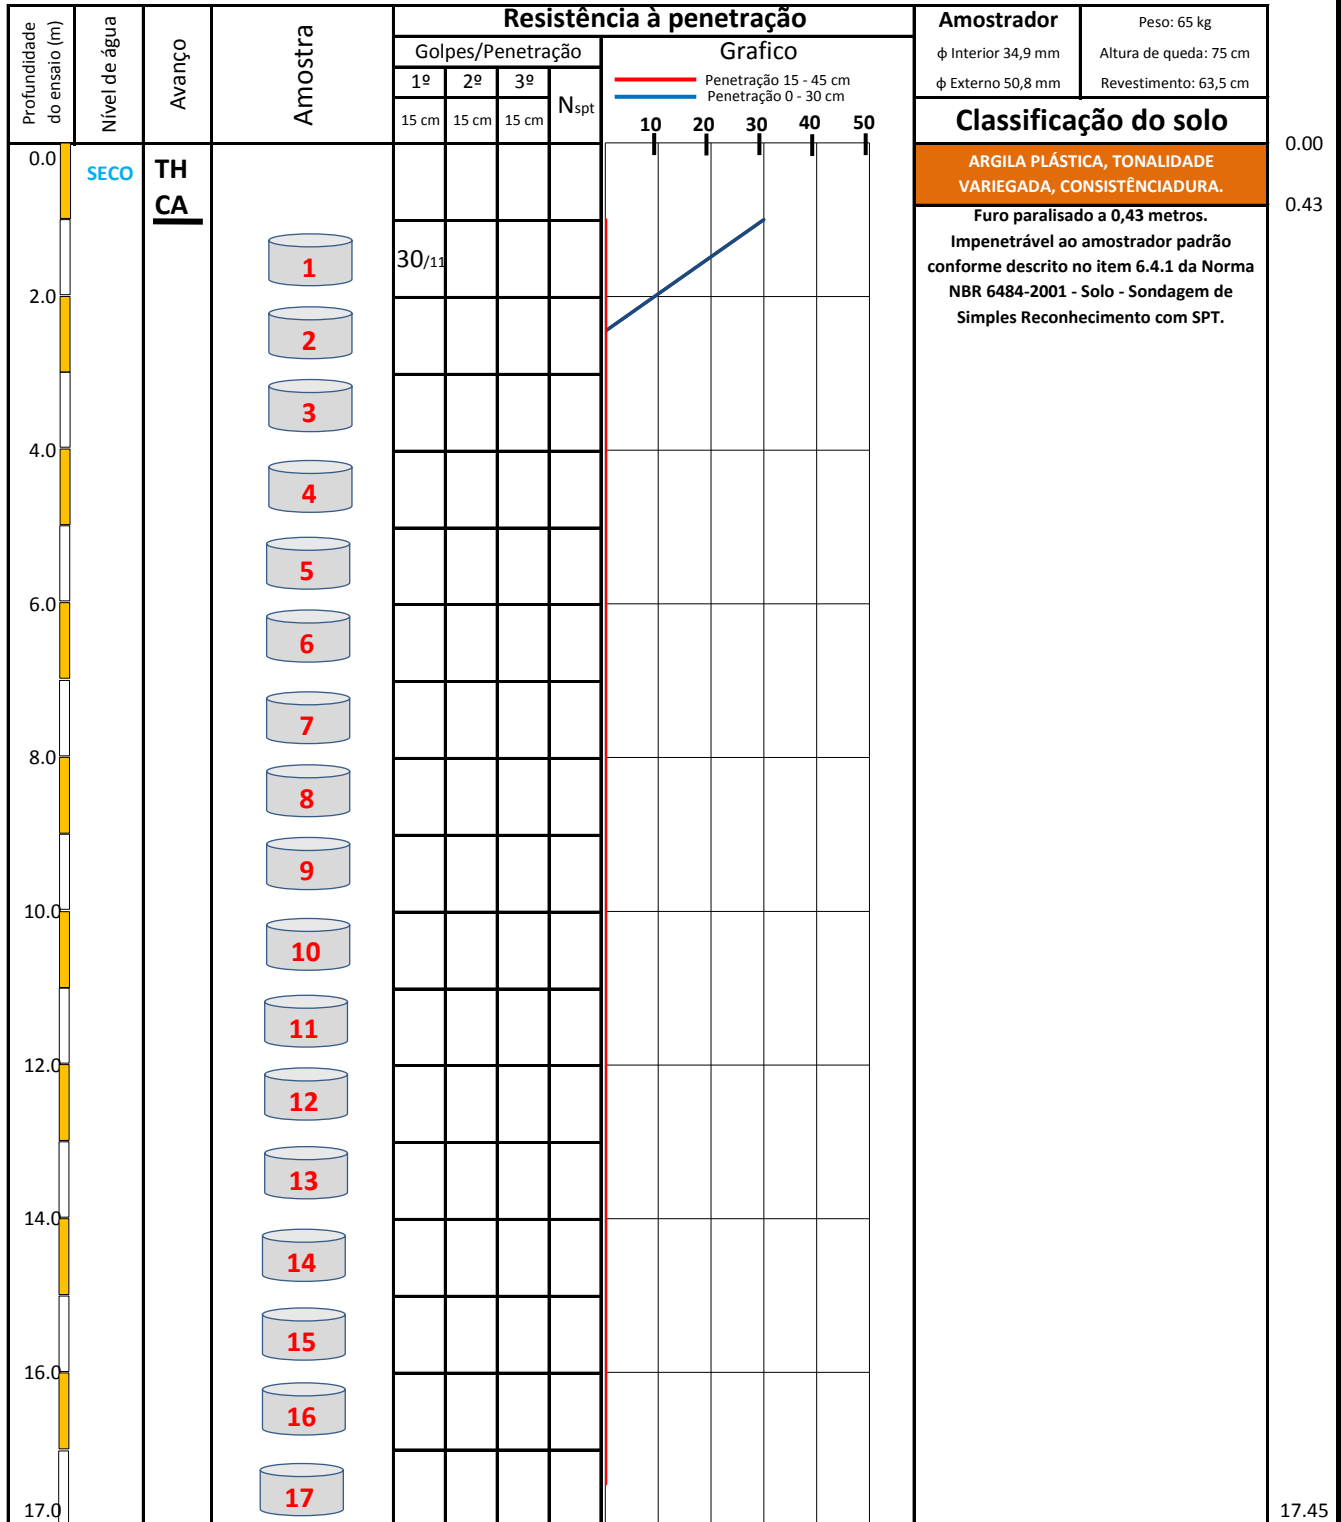 Profundidade do ensaio (m)
Nível de água
Avanço
Amostra
Resistência à penetração
Golpes/Penetração
1º 2º 3º
15 cm 15 cm 15 cm
Nspt
Grafico
Penetração 15 - 45 cm
Penetração 0 - 30 cm
10 20 30 40 50
Amostrador
ϕ Interior 34,9 mm
ϕ Externo 50,8 mm
Peso: 65 kg
Altura de queda: 75 cm
Revestimento: 63,5 cm
Classificação do solo
0.0
SECO
TH
CA
ARGILA PLÁSTICA, TONALIDADE
VARIEGADA, CONSISTÊNCIADURA.
0.00
0.43
Furo paralisado a 0,43 metros.
Impenetrável ao amostrador padrão
conforme descrito no item 6.4.1 da Norma
NBR 6484-2001 - Solo - Sondagem de
Simples Reconhecimento com SPT.
1
30/11
2.0
2
3
4.0
4
5
6.0
6
7
8.0
8
9
10.0
10
11
12.0
12
13
14.0
14
15
16.0
16
17
17.0
17.45